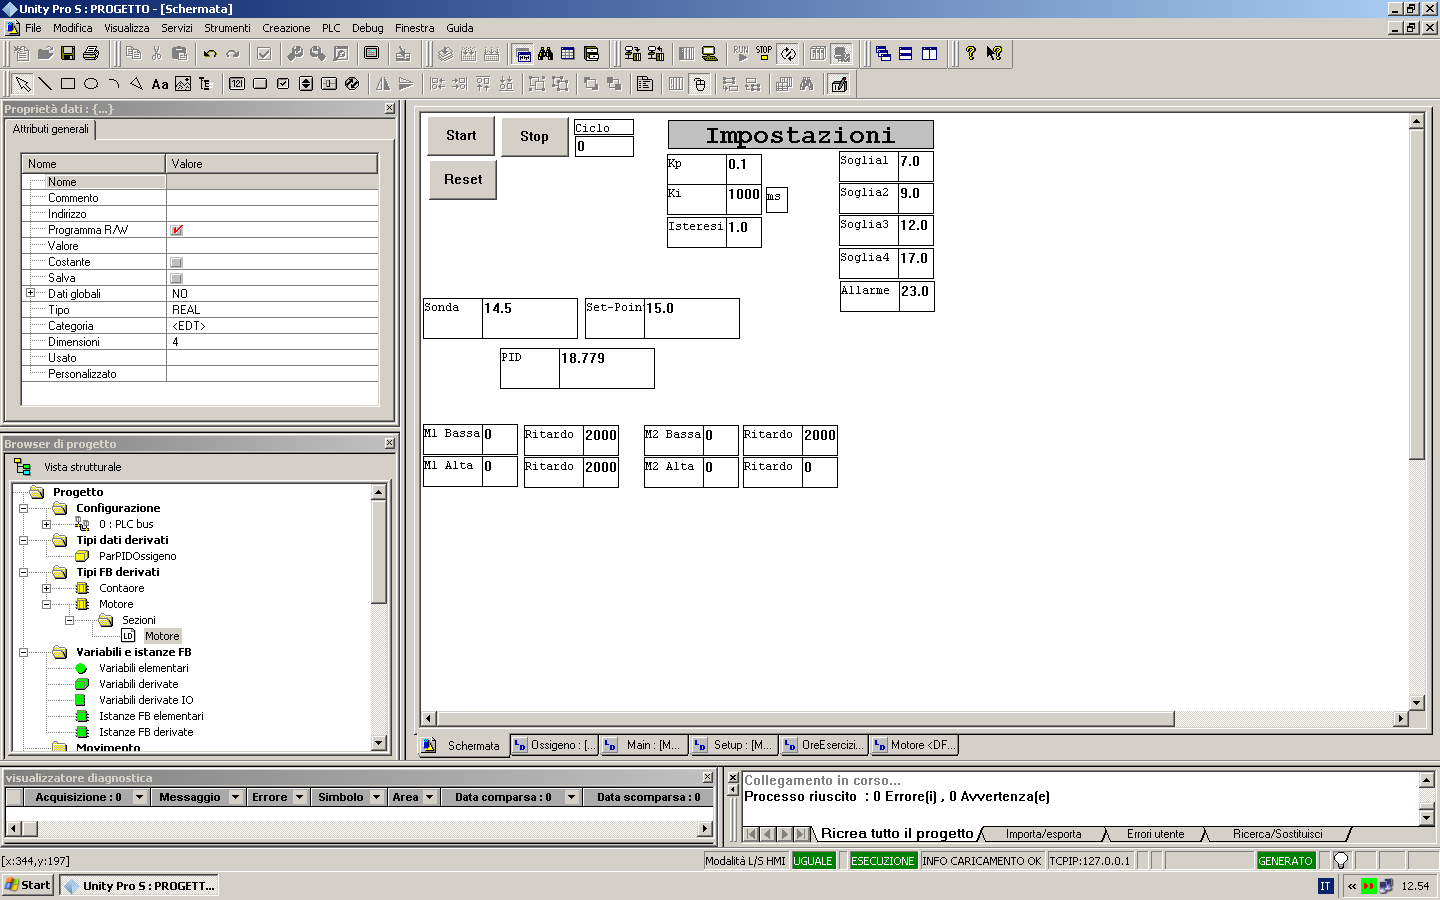 Unity Pro S : PROGETTO - [Schermata]
File Modifica Visualizza Servizi Strumenti Creazione PLC Debug Finestra Guida
RUN STOP
Aa
Proprietà dati : {...}
Attributi generali
Nome Valore
Nome
Commento
Indirizzo
Programma R/W
Valore
Costante
Salva
Dati globali NO
Tipo REAL
Categoria <EDT>
Dimensioni 4
Usato
Personalizzato
Browser di progetto
Vista strutturale
Progetto
Configurazione
0 : PLC bus
Tipi dati derivati
ParPIDOssigeno
Tipi FB derivati
Contaore
Motore
Sezioni
LD Motore
Variabili e istanze FB
Variabili elementari
Variabili derivate
Variabili derivate IO
Istanze FB elementari
Istanze FB derivate
Movimento
Start Stop Ciclo
0
Reset
Impostazioni
Kp 0.1
Ki 1000 ms
Isteresi 1.0
Soglia1 7.0
Soglia2 9.0
Soglia3 12.0
Soglia4 17.0
Allarme 23.0
Sonda 14.5 Set-Poin 15.0
PID 18.779
M1 Bassa 0 Ritardo 2000 M2 Bassa 0 Ritardo 2000
M1 Alta 0 Ritardo 2000 M2 Alta 0 Ritardo 0
Schermata Ossigeno : [... Main : [M... Setup : [M... OreEsercizi... Motore <DF...
visualizzatore diagnostica
Acquisizione : 0 Messaggio Errore Simbolo Area Data comparsa : 0 Data scomparsa : 0
Collegamento in corso...
Processo riuscito : 0 Errore(i) , 0 Avvertenza(e)
Ricrea tutto il progetto Importa/esporta Errori utente Ricerca/Sostituisci
[x:344,y:197] Modalità L/S HMI UGUALE ESECUZIONE INFO CARICAMENTO OK TCPIP:127.0.0.1 GENERATO
Start Unity Pro S : PROGETT... IT « 12.54